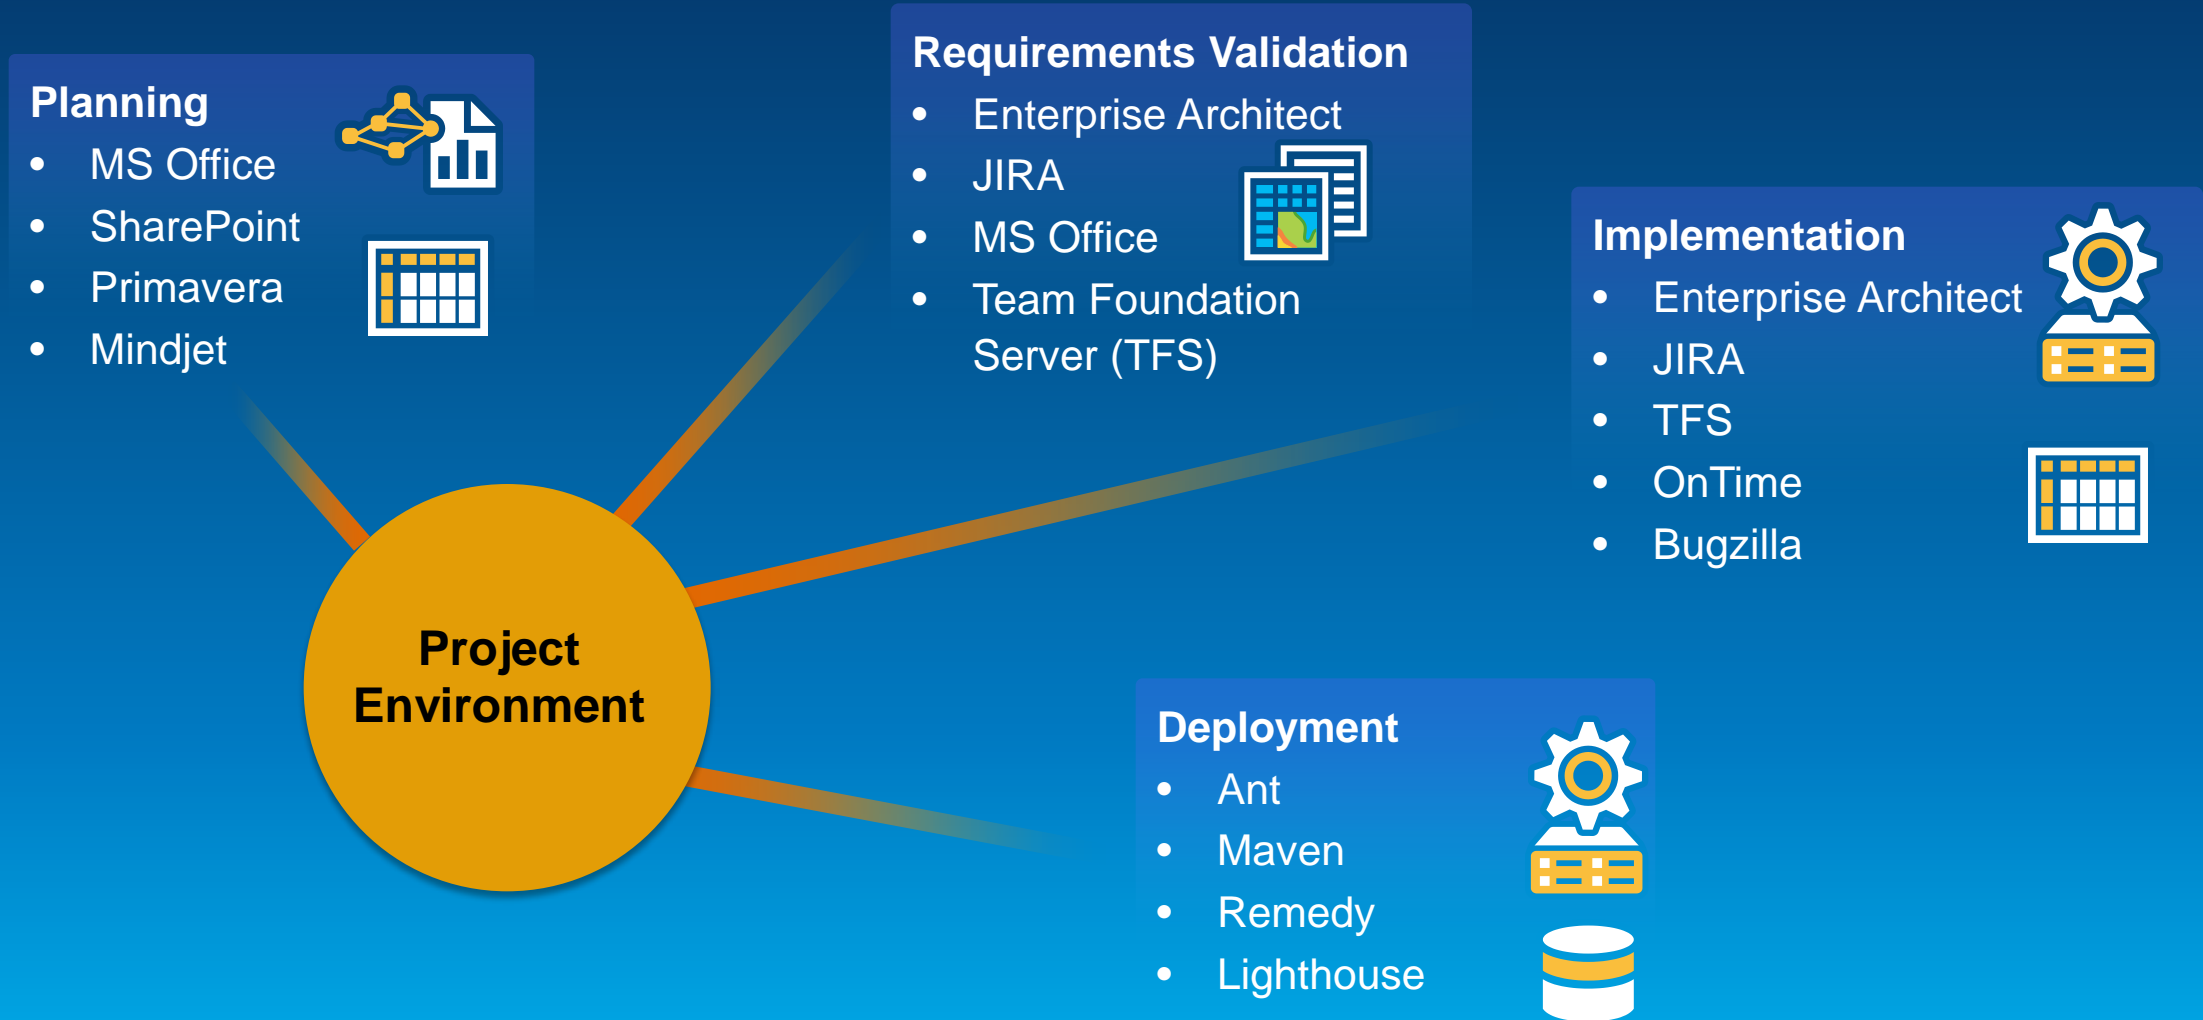 Planning
• MS Office
• SharePoint
• Primavera
• Mindjet
Requirements Validation
• Enterprise Architect
• JIRA
• MS Office
• Team Foundation
Server (TFS)
Implementation
• Enterprise Architect
• JIRA
• TFS
• OnTime
• Bugzilla
Project
Environment
Deployment
• Ant
• Maven
• Remedy
• Lighthouse